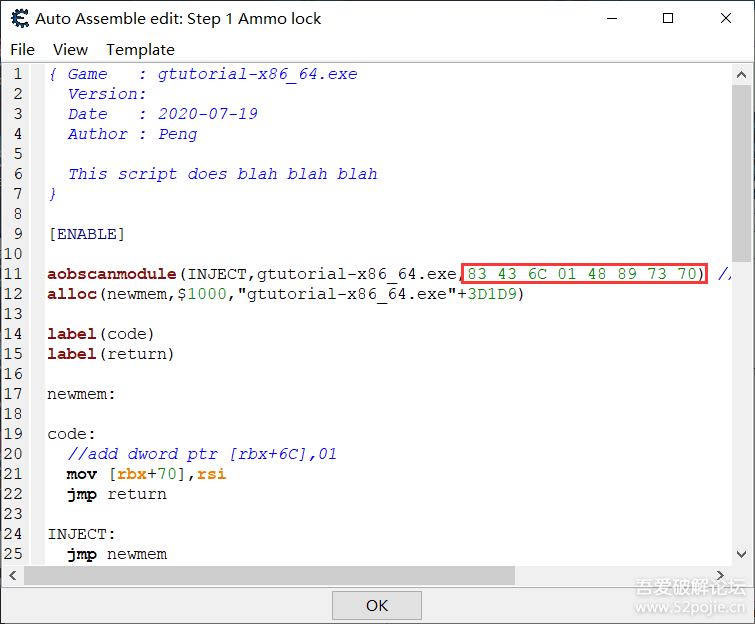 Auto Assemble edit: Step 1 Ammo lock
File View Template
1 { Game   : gtutorial-x86_64.exe
2   Version:
3   Date   : 2020-07-19
4   Author : Peng
5
6   This script does blah blah blah
7 }
8
9 [ENABLE]
10
11 aobscanmodule(INJECT,gtutorial-x86_64.exe,83 43 6C 01 48 89 73 70) //
12 alloc(newmem,$1000,"gtutorial-x86_64.exe"+3D1D9)
13
14 label(code)
15 label(return)
16
17 newmem:
18
19 code:
20   //add dword ptr [rbx+6C],01
21   mov [rbx+70],rsi
22   jmp return
23
24 INJECT:
25   jmp newmem
OK
吾爱破解论坛
www.52pojie.cn